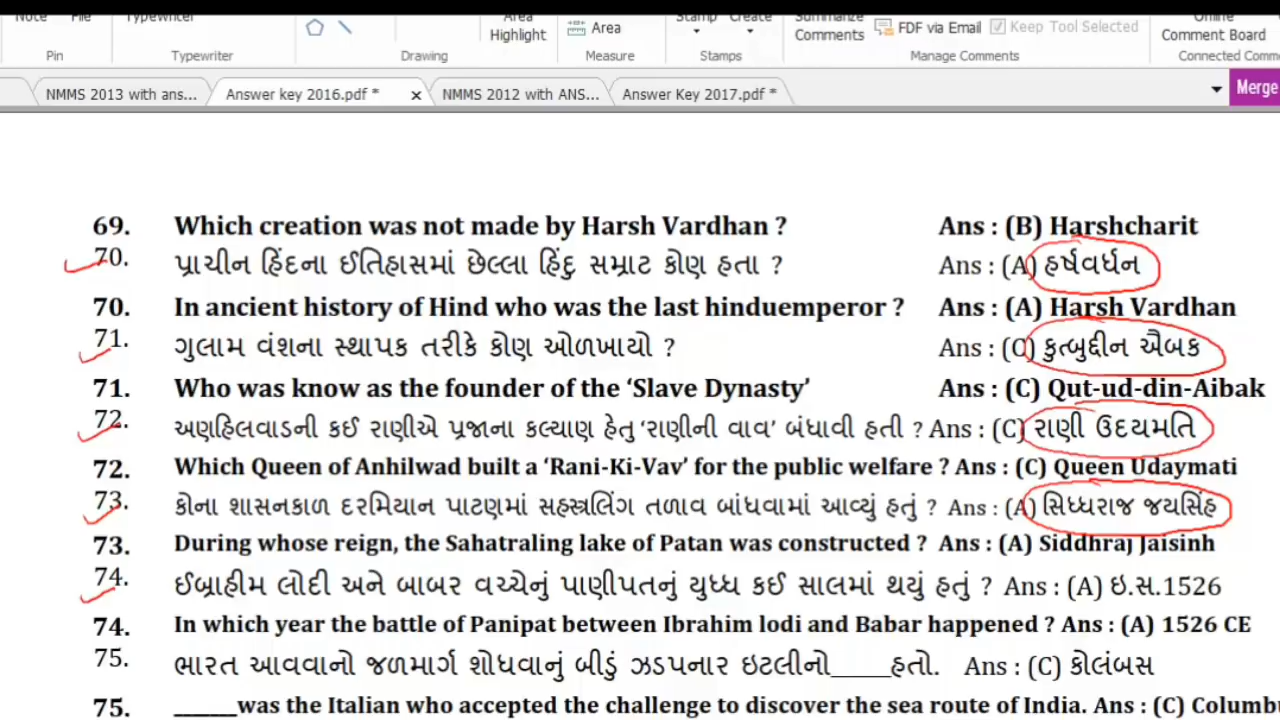 Note File Typewriter Area Stamp Create Summarize Online
Highlight Area Comments FDF via Email Keep Tool Selected Comment Board
Pin Typewriter Drawing Measure Stamps Manage Comments Connected Comm
NMMS 2013 with ans... Answer key 2016.pdf * × NMMS 2012 with ANS... Answer Key 2017.pdf * Merge
69. Which creation was not made by Harsh Vardhan ? Ans : (B) Harshcharit
70. પ્રાચીન હિંદના ઈતિહાસમાં છેલ્લા હિંદુ સમ્રાટ કોણ હતા ? Ans : (A) હર્ષવર્ધન
70. In ancient history of Hind who was the last hinduemperor ? Ans : (A) Harsh Vardhan
71. ગુલામ વંશના સ્થાપક તરીકે કોણ ઓળખાયો ? Ans : (C) કુત્બુદ્દીન ઐબક
71. Who was know as the founder of the ‘Slave Dynasty’ Ans : (C) Qut-ud-din-Aibak
72. અણહિલવાડની કઈ રાણીએ પ્રજાના કલ્યાણ હેતુ ‘રાણીની વાવ’ બંધાવી હતી ? Ans : (C) રાણી ઉદયમતિ
72. Which Queen of Anhilwad built a ‘Rani-Ki-Vav’ for the public welfare ? Ans : (C) Queen Udaymati
73. કોના શાસનકાળ દરમિયાન પાટણમાં સહસ્ત્રલિંગ તળાવ બાંધવામાં આવ્યું હતું ? Ans : (A) સિધ્ધરાજ જયસિંહ
73. During whose reign, the Sahatraling lake of Patan was constructed ? Ans : (A) Siddhraj Jaisinh
74. ઈબ્રાહીમ લોદી અને બાબર વચ્ચેનું પાણીપતનું યુધ્ધ કઈ સાલમાં થયું હતું ? Ans : (A) ઇ.સ.1526
74. In which year the battle of Panipat between Ibrahim lodi and Babar happened ? Ans : (A) 1526 CE
75. ભારત આવવાનો જળમાર્ગ શોધવાનું બીડું ઝડપનાર ઇટલીનો_____હતો. Ans : (C) કોલંબસ
75. ______was the Italian who accepted the challenge to discover the sea route of India. Ans : (C) Columbu